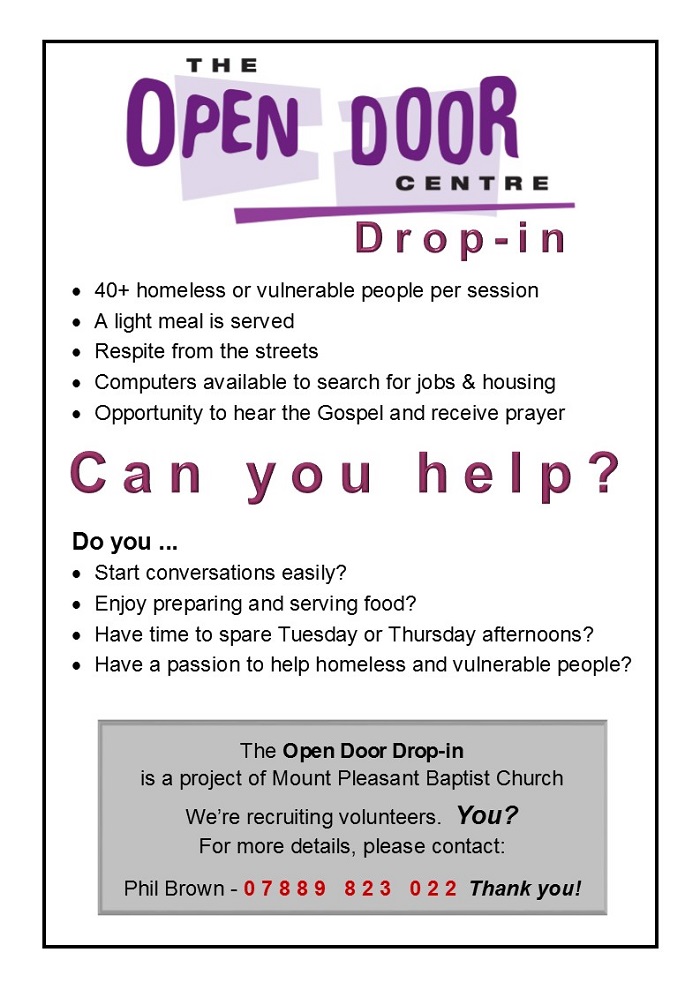 THE
OPEN DOOR
CENTRE
Drop-in
• 40+ homeless or vulnerable people per session
• A light meal is served
• Respite from the streets
• Computers available to search for jobs & housing
• Opportunity to hear the Gospel and receive prayer
Can you help?
Do you ...
• Start conversations easily?
• Enjoy preparing and serving food?
• Have time to spare Tuesday or Thursday afternoons?
• Have a passion to help homeless and vulnerable people?
The Open Door Drop-in
is a project of Mount Pleasant Baptist Church
We're recruiting volunteers. You?
For more details, please contact:
Phil Brown - 07889 823 022 Thank you!